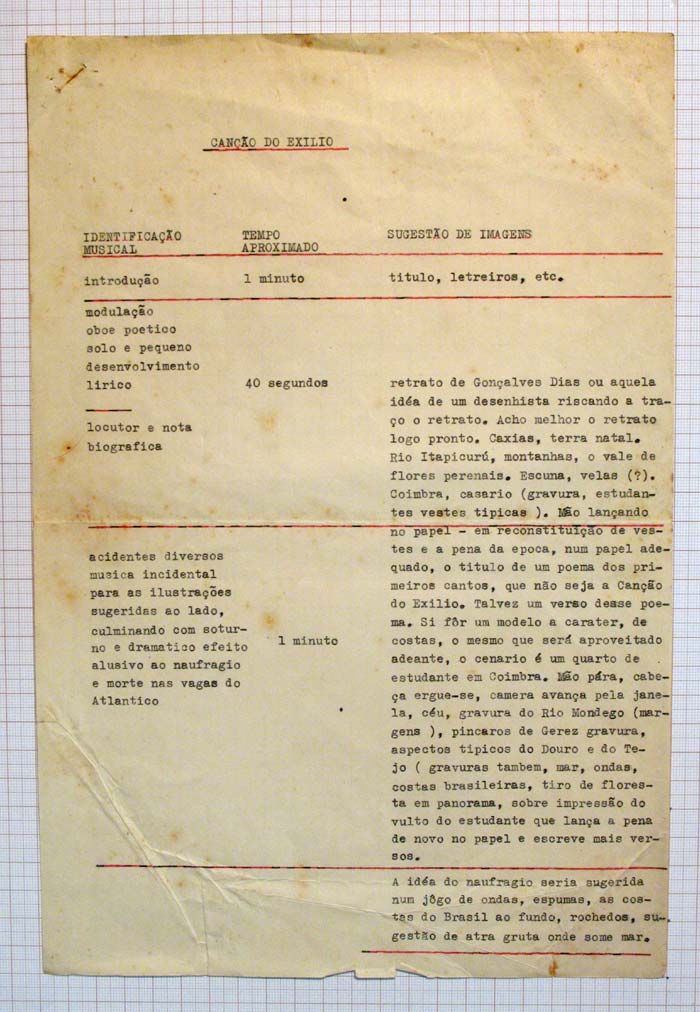 CANÇÃO DO EXILIO
IDENTIFICAÇÃO
MUSICAL
TEMPO
APROXIMADO
SUGESTÃO DE IMAGENS
introdução
1 minuto
titulo, letreiros, etc.
modulação
oboe poetico
solo e pequeno
desenvolvimento
lirico
locutor e nota
biografica
40 segundos
retrato de Gonçalves Dias ou aquela
idéa de um desenhista riscando a tra-
ço o retrato. Acho melhor o retrato
logo pronto. Caxias, terra natal.
Rio Itapicurú, montanhas, o vale de
flores perenais. Escuna, velas (?).
Coimbra, casario (gravura, estudan-
tes vestes tipicas ). Mão lançando
no papel - em reconstituição de ves-
tes e a pena da epoca, num papel ade-
quado, o titulo de um poema dos pri-
meiros cantos, que não seja a Canção
do Exilio. Talvez um verso desse poe-
ma. Si fôr um modelo a carater, de
costas, o mesmo que será aproveitado
adeante, o cenario é um quarto de
estudante em Coimbra. Mão pára, cabe-
ça ergue-se, camera avança pela jane-
la, céu, gravura do Rio Mondego (mar-
gens ), pincaros de Gerez gravura,
aspectos tipicos do Douro e do Te-
jo ( gravuras tambem, mar, ondas,
costas brasileiras, tiro de flores-
ta em panorama, sobre impressão do
vulto do estudante que lança a pena
de novo no papel e escreve mais ver-
sos.
acidentes diversos
musica incidental
para as ilustrações
sugeridas ao lado,
culminando com sotur-
no e dramatico efeito
alusivo ao naufragio
e morte nas vagas do
Atlantico
1 minuto
A idéa do naufragio seria sugerida
num jôgo de ondas, espumas, as cos-
tas do Brasil ao fundo, rochedos, su-
gestão de atra gruta onde some mar.